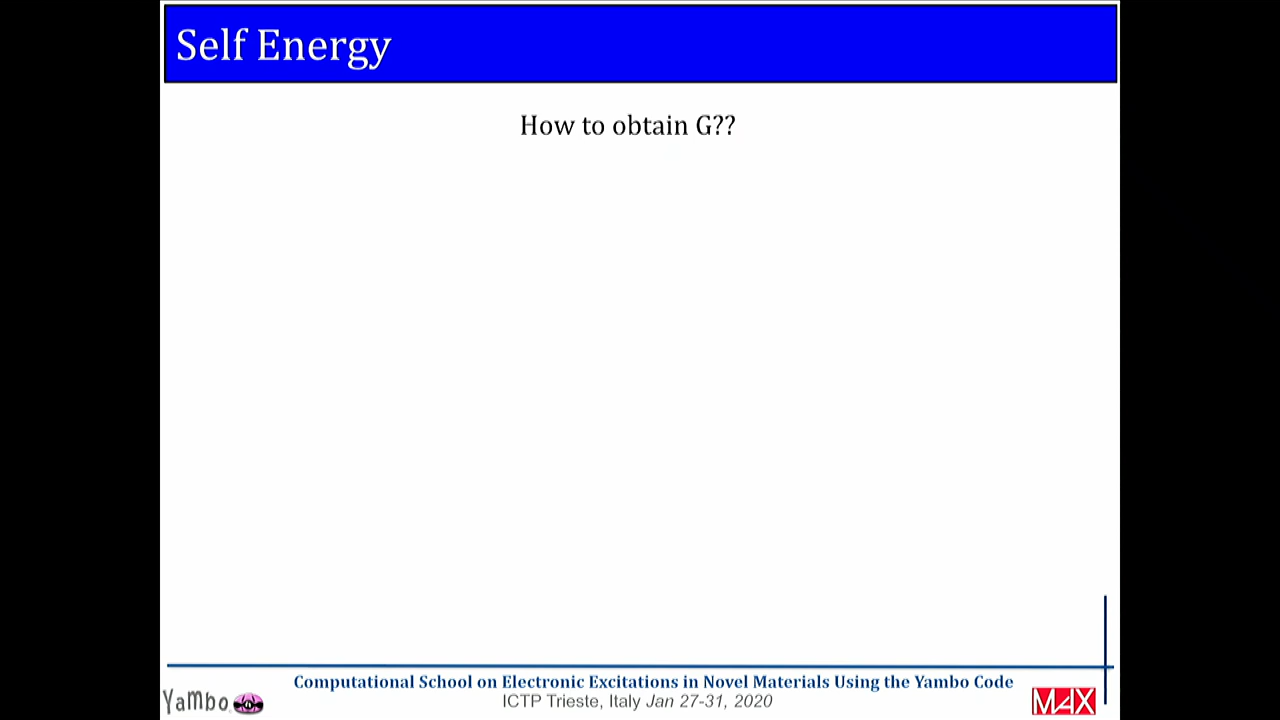 Self Energy
How to obtain G??
Computational School on Electronic Excitations in Novel Materials Using the Yambo Code
ICTP Trieste, Italy Jan 27-31, 2020
Yambo
MAX